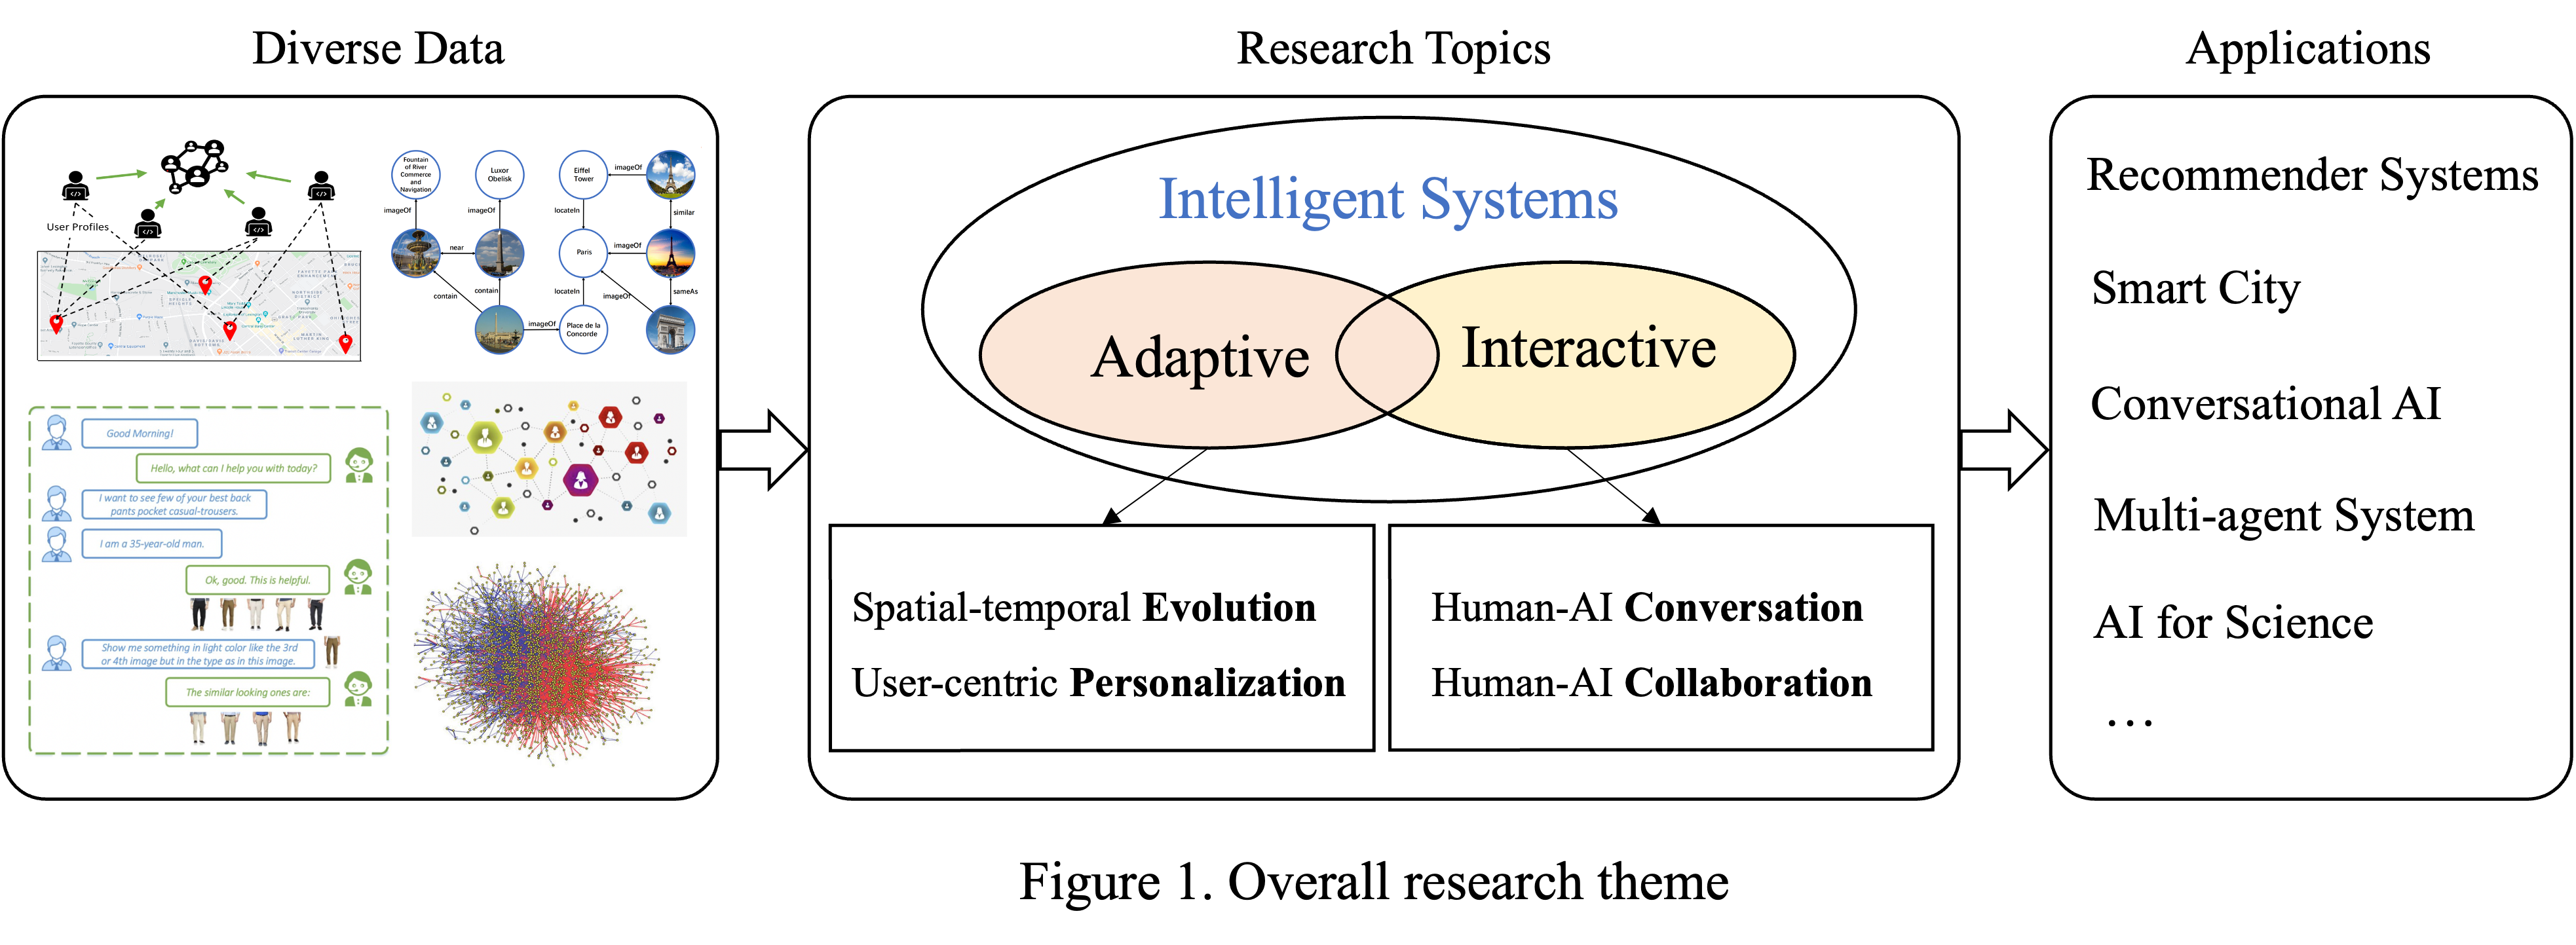 Diverse Data
Research Topics
Applications
User Profiles
Fountain
of River
Commerce
and
Navigation
Luxor
Obelisk
Eiffel
Tower
imageOf
imageOf
imageOf
locateIn
similar
near
Paris
imageOf
contain
contain
locateIn
imageOf
sameAs
imageOf
Place de la
Concorde
Good Morning!
Hello, what can I help you with today?
I want to see few of your best back
pants pocket casual-trousers.
I am a 35-year-old man.
Ok, good. This is helpful.
Show me something in light color like the 3rd
or 4th image but in the type as in this image.
The similar looking ones are:
Intelligent Systems
Adaptive
Interactive
Spatial-temporal Evolution
User-centric Personalization
Human-AI Conversation
Human-AI Collaboration
Recommender Systems
Smart City
Conversational AI
Multi-agent System
AI for Science
…
Figure 1. Overall research theme